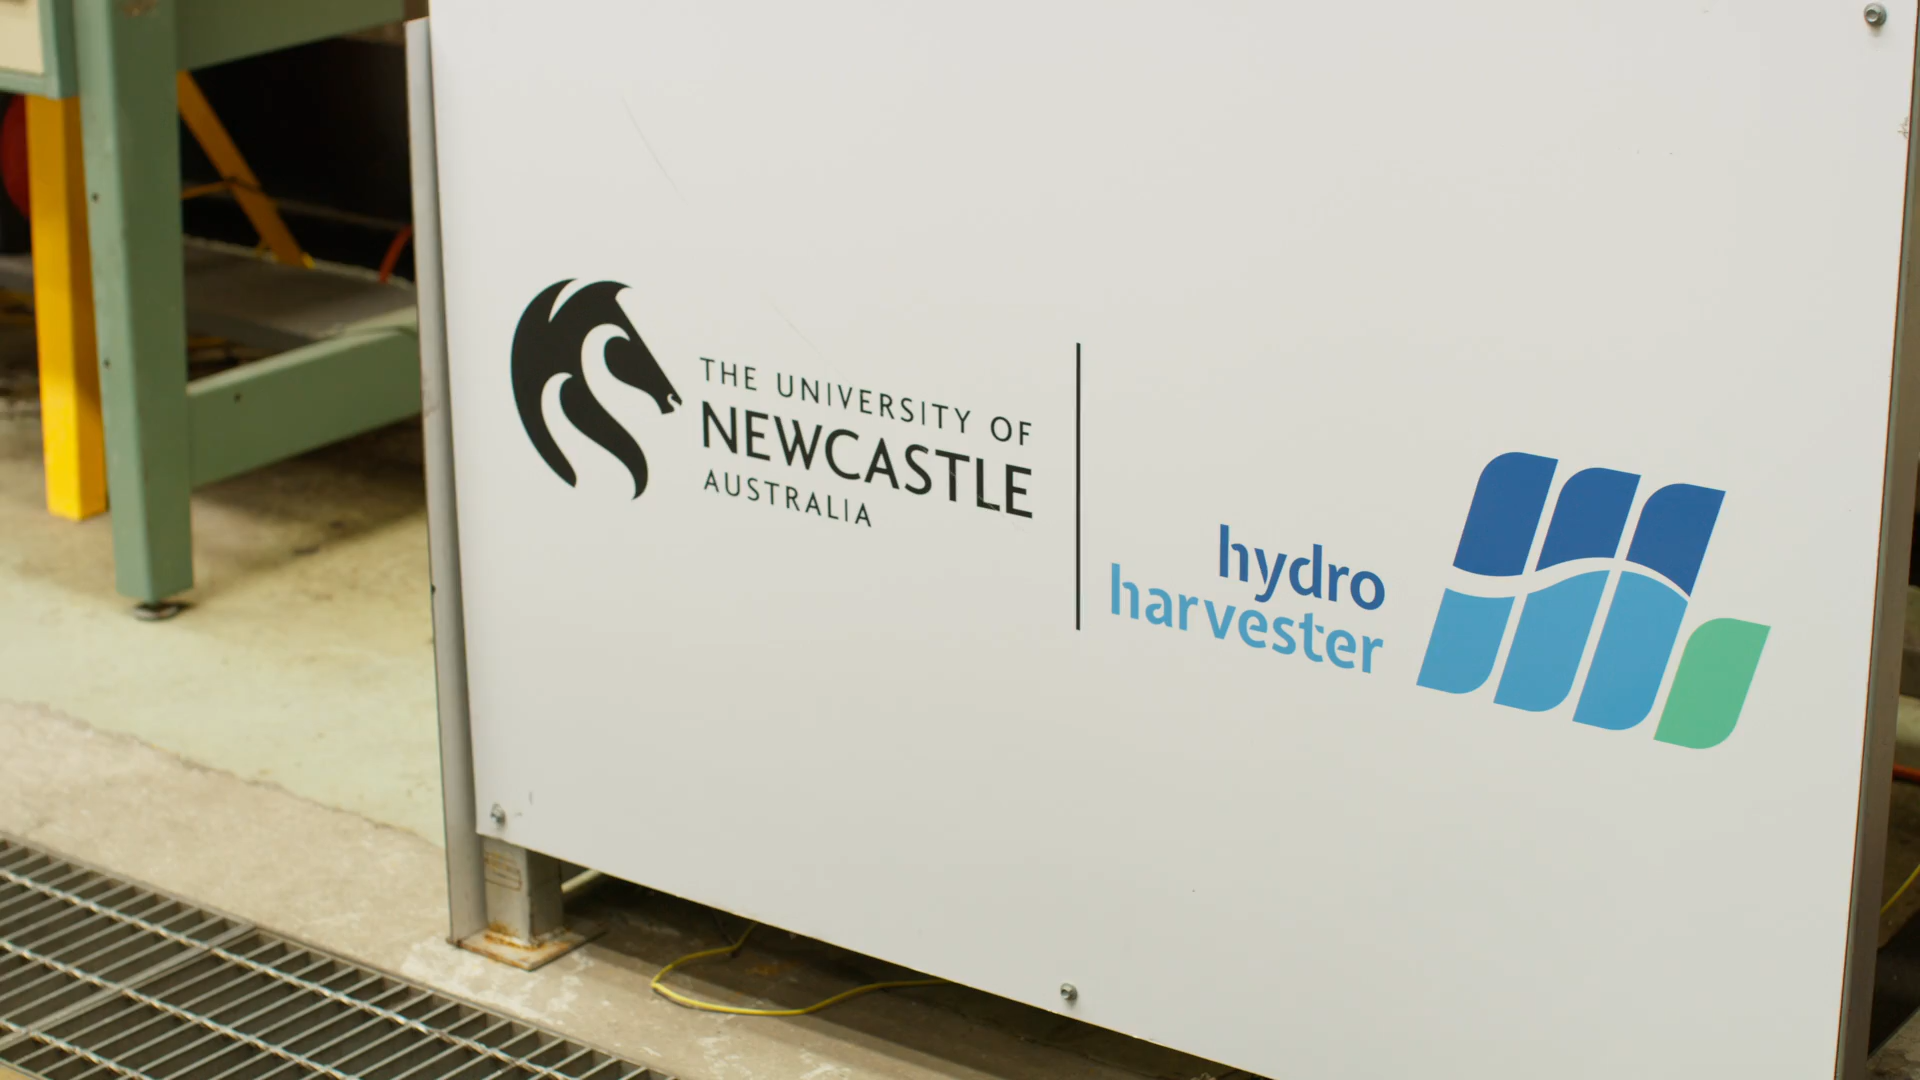 THE UNIVERSITY OF
NEWCASTLE
AUSTRALIA
hydro
harvester